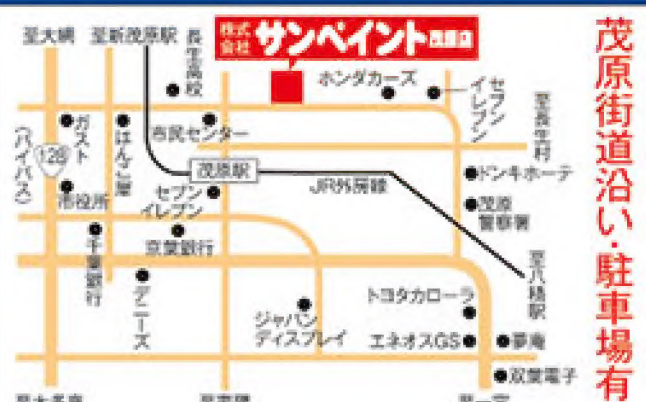 株式会社 サンペイント 茂原店
至大網
至新茂原駅
長生高校
ホンダカーズ
セブン
イレブン
至長生村
ガスト
はんこ屋
市民センター
128
(バイパス)
茂原駅
JR外房線
ドンキホーテ
市役所
セブン
イレブン
茂原
警察署
千葉銀行
京葉銀行
至八積駅
デニーズ
ジャパン
ディスプレイ
トヨタカローラ
エネオスGS
夢庵
双葉電子
茂原街道沿い・駐車場有